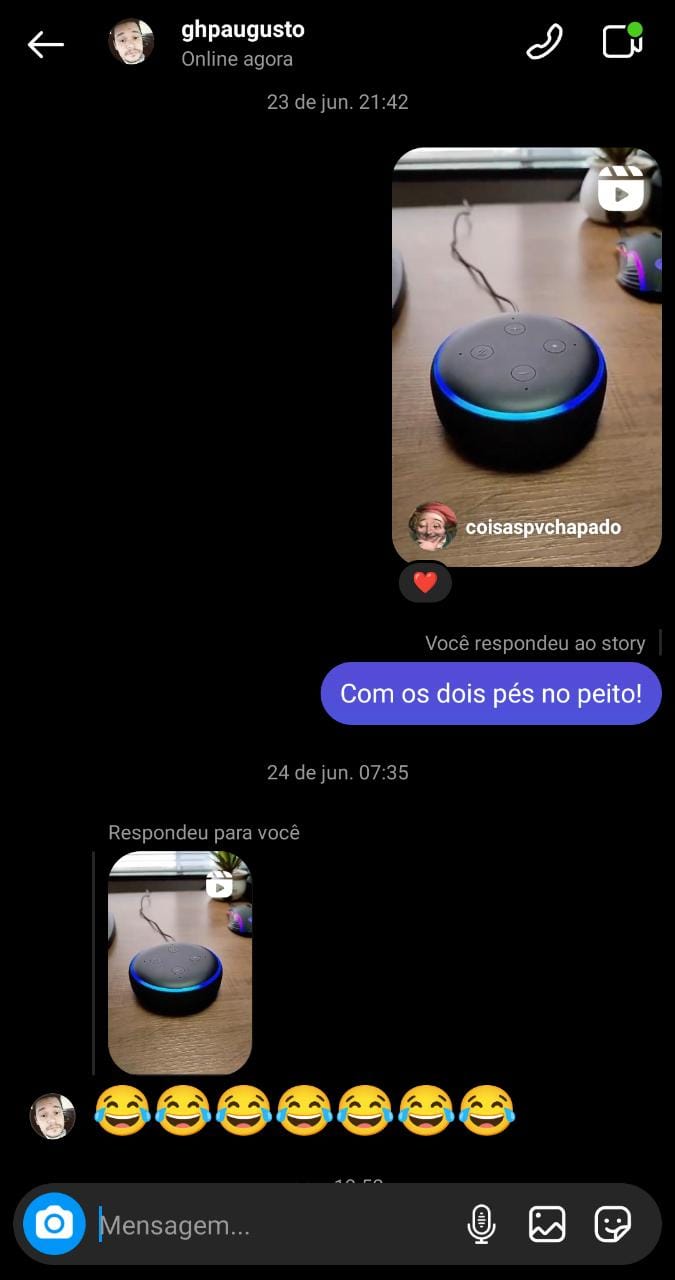 ghpaugusto
Online agora
23 de jun. 21:42
coisaspvchapado
Você respondeu ao story
Com os dois pés no peito!
24 de jun. 07:35
Respondeu para você
Mensagem...